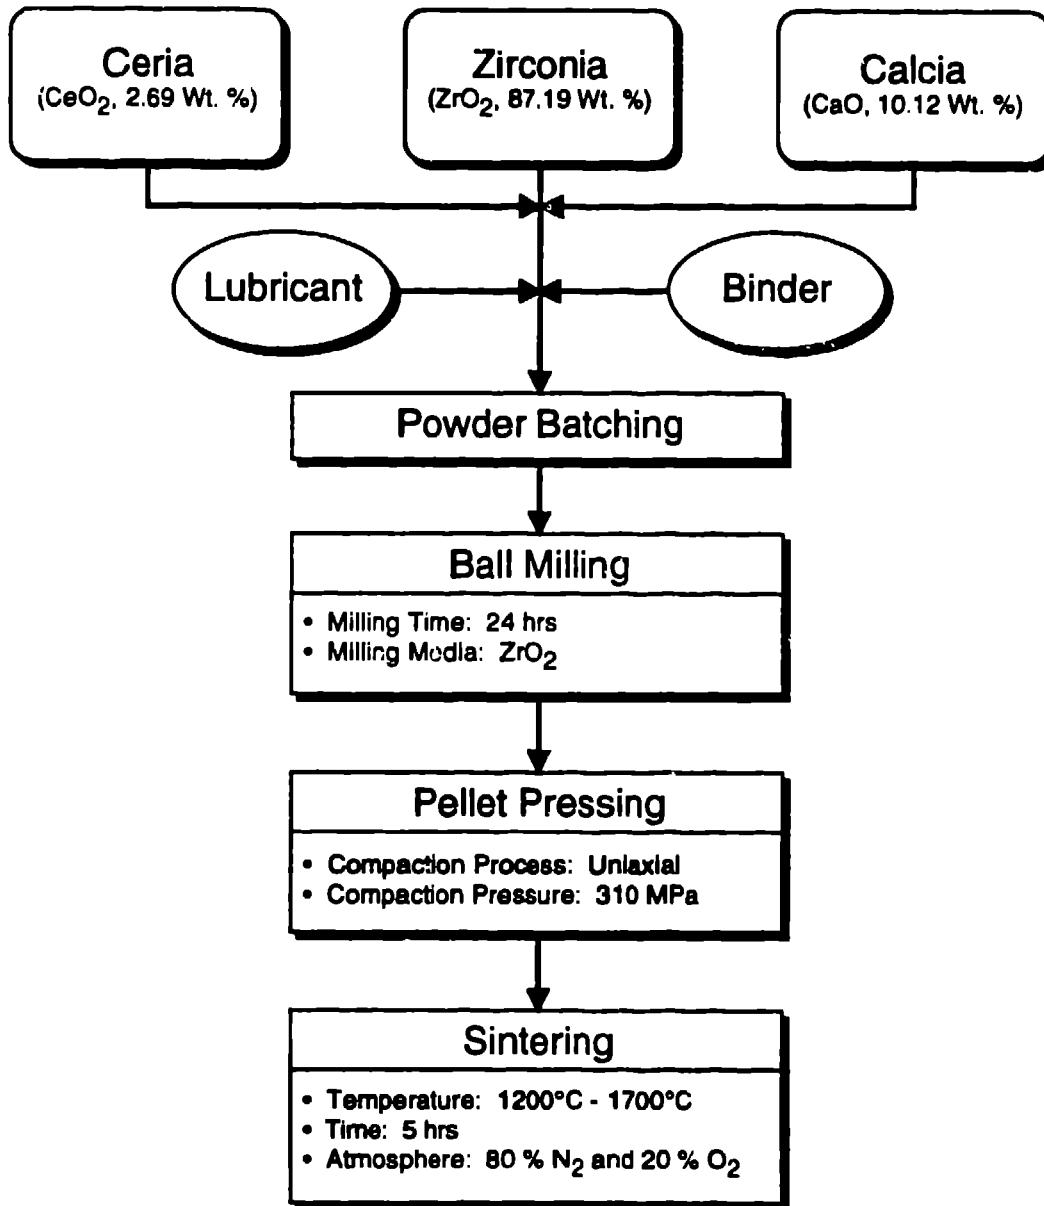 Ceria
(CeO₂, 2.69 Wt. %)
Zirconia
(ZrO₂, 87.19 Wt. %)
Calcia
(CaO, 10.12 Wt. %)
Lubricant
Binder
Powder Batching
Ball Milling
• Milling Time: 24 hrs
• Milling Media: ZrO₂
Pellet Pressing
• Compaction Process: Uniaxial
• Compaction Pressure: 310 MPa
Sintering
• Temperature: 1200°C - 1700°C
• Time: 5 hrs
• Atmosphere: 80 % N₂ and 20 % O₂